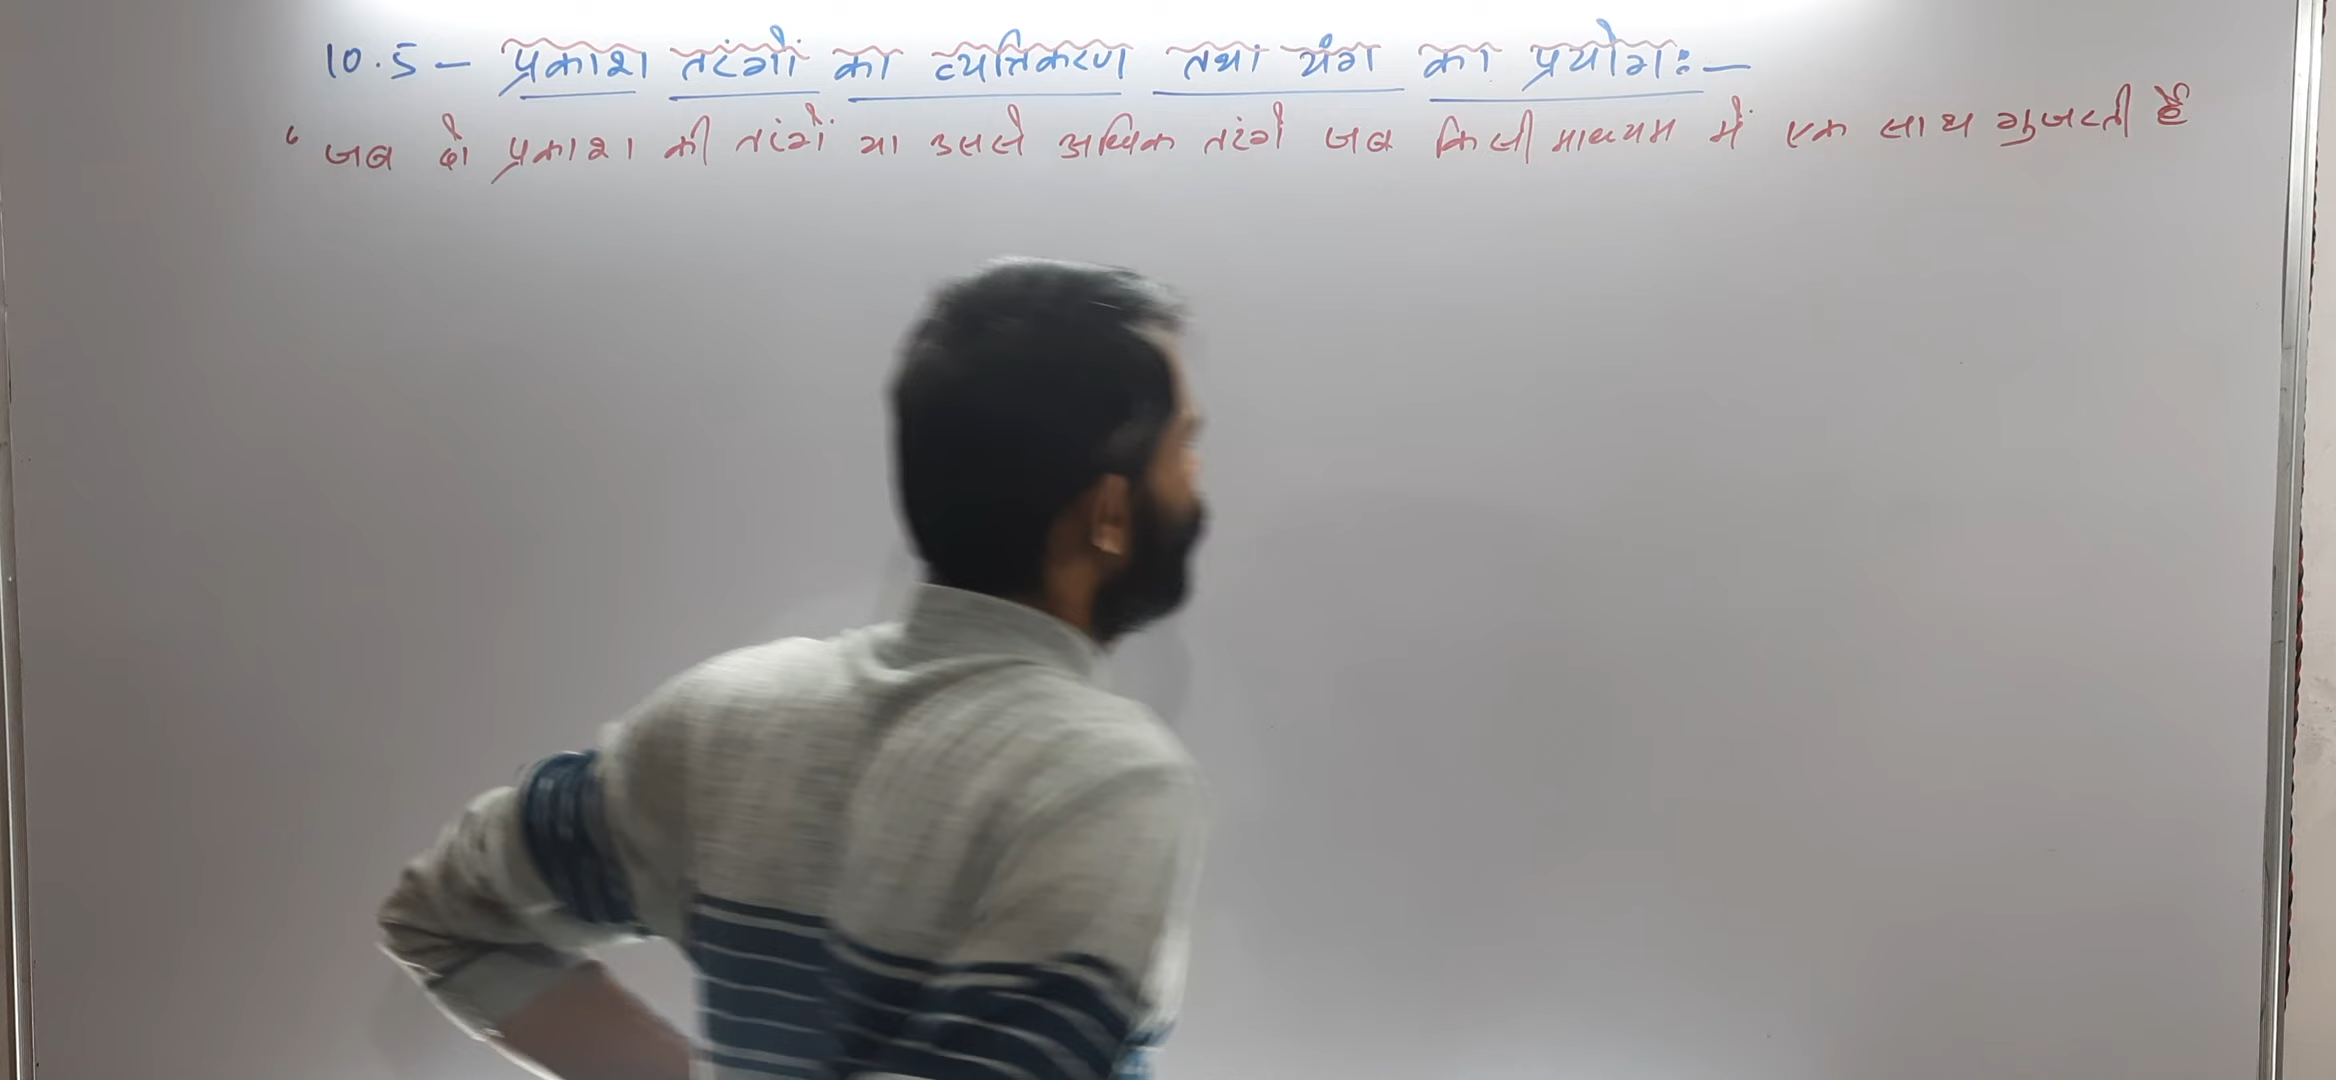 10.5- प्रकाश तरंगों का व्यतिकरण तथा यंग का प्रयोग:-
“ जब दो प्रकाश की तरंगों या उससे अधिक तरंगे जब किसी माध्यम में एक साथ गुजरती है